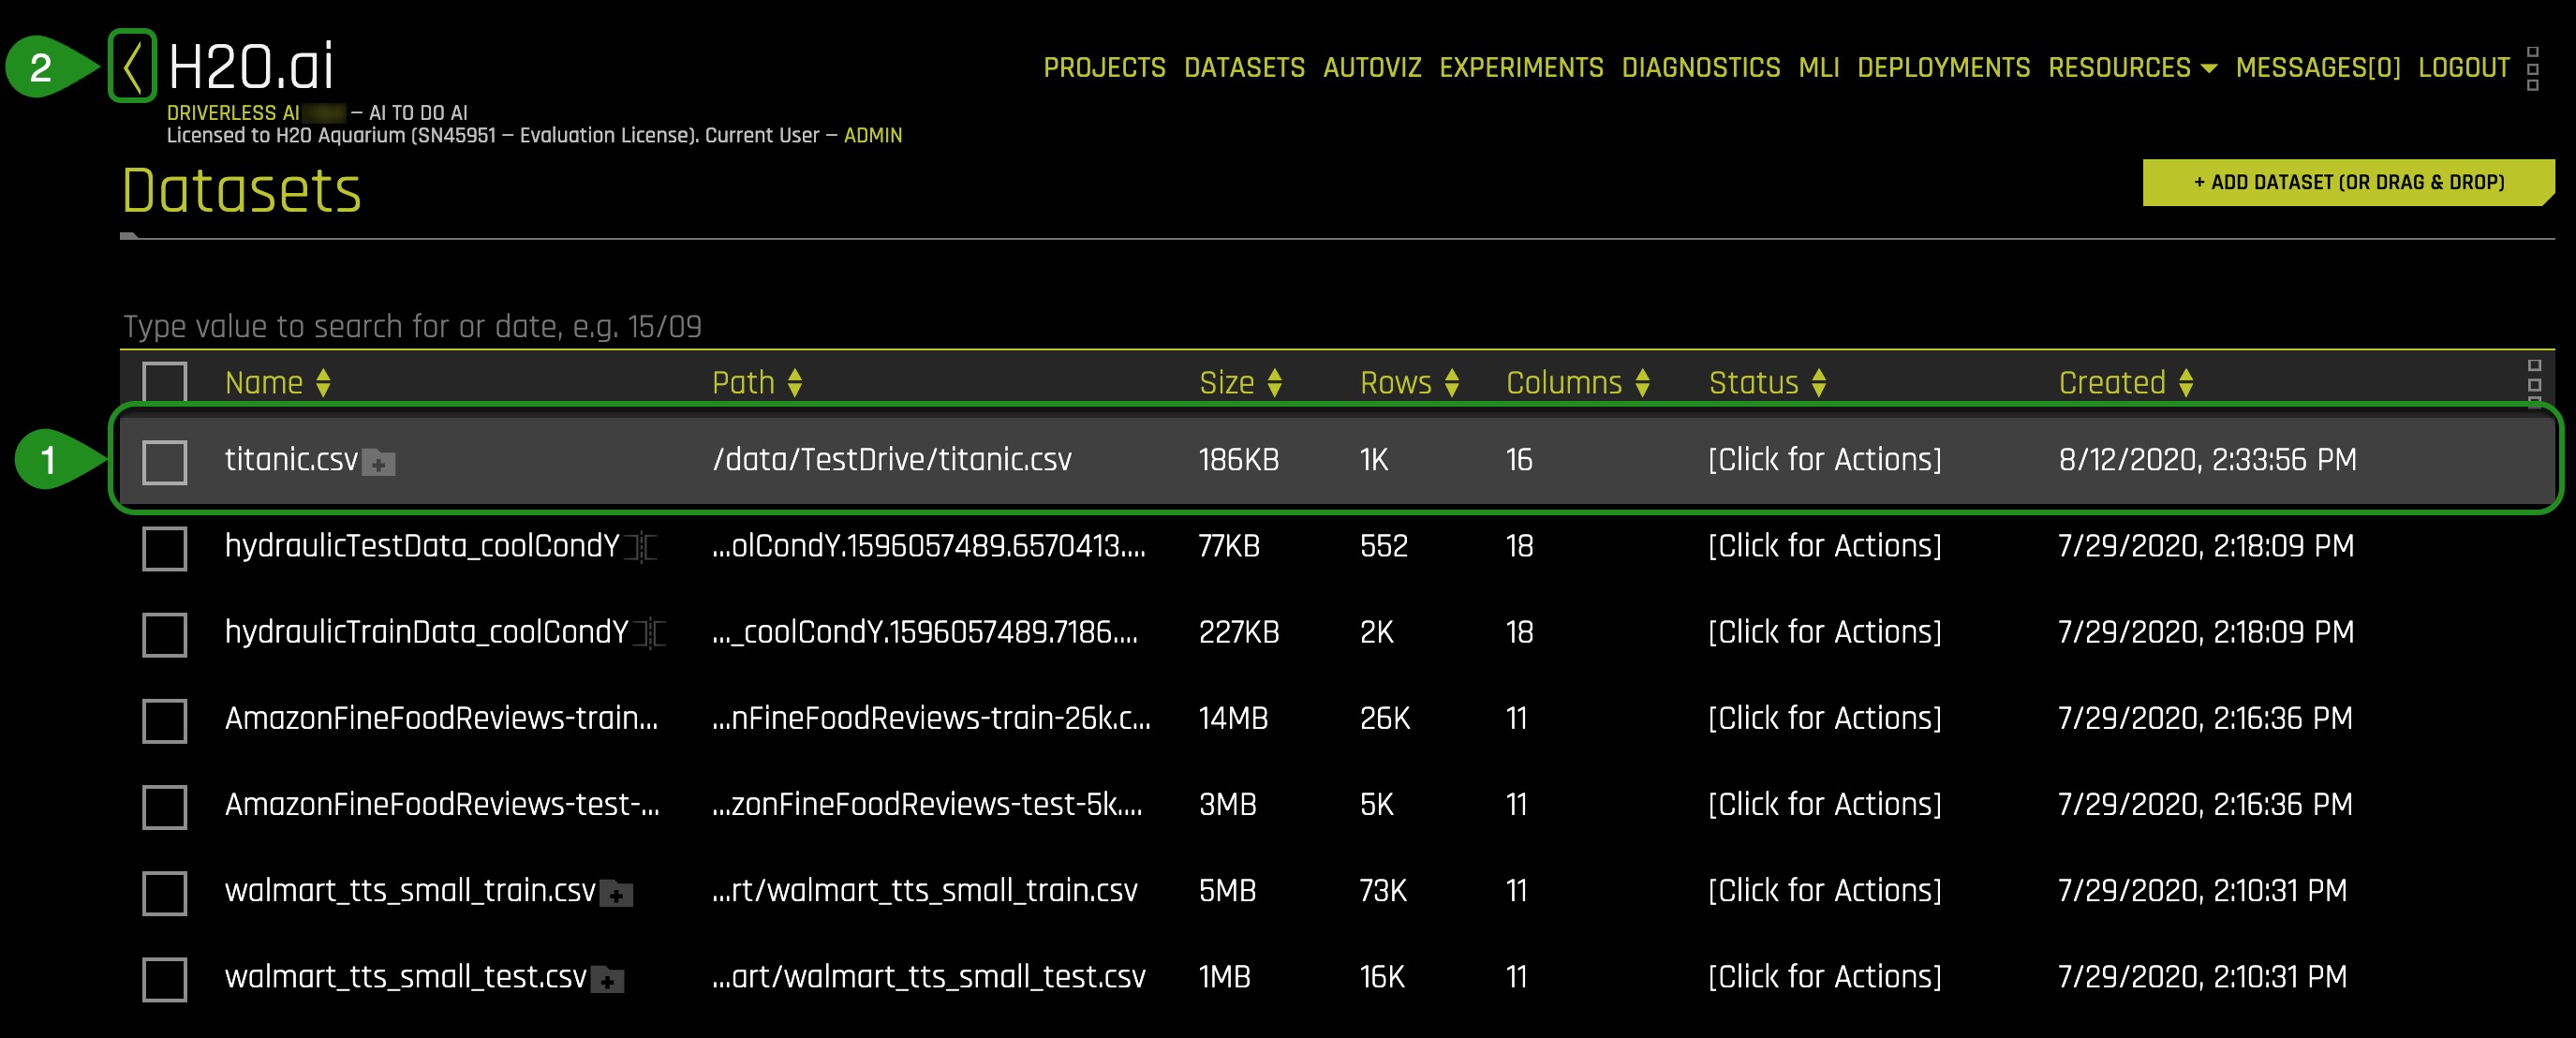 2 H2O.ai PROJECTS DATASETS AUTOVIZ EXPERIMENTS DIAGNOSTICS MLI DEPLOYMENTS RESOURCES MESSAGES[0] LOGOUT
DRIVERLESS AI — AI TO DO AI
Licensed to H2O Aquarium (SN45951 — Evaluation License). Current User — ADMIN
Datasets + ADD DATASET (OR DRAG & DROP)
Type value to search for or date, e.g. 15/09
Name Path Size Rows Columns Status Created
1 titanic.csv /data/TestDrive/titanic.csv 186KB 1K 16 [Click for Actions] 8/12/2020, 2:33:56 PM
hydraulicTestData_coolCondY ...olCondY.1596057489.6570413.... 77KB 552 18 [Click for Actions] 7/29/2020, 2:18:09 PM
hydraulicTrainData_coolCondY ..._coolCondY.1596057489.7186.... 227KB 2K 18 [Click for Actions] 7/29/2020, 2:18:09 PM
AmazonFineFoodReviews-train... ...nFineFoodReviews-train-26k.c... 14MB 26K 11 [Click for Actions] 7/29/2020, 2:16:36 PM
AmazonFineFoodReviews-test-... ...zonFineFoodReviews-test-5k.... 3MB 5K 11 [Click for Actions] 7/29/2020, 2:16:36 PM
walmart_tts_small_train.csv ...rt/walmart_tts_small_train.csv 5MB 73K 11 [Click for Actions] 7/29/2020, 2:10:31 PM
walmart_tts_small_test.csv ...art/walmart_tts_small_test.csv 1MB 16K 11 [Click for Actions] 7/29/2020, 2:10:31 PM